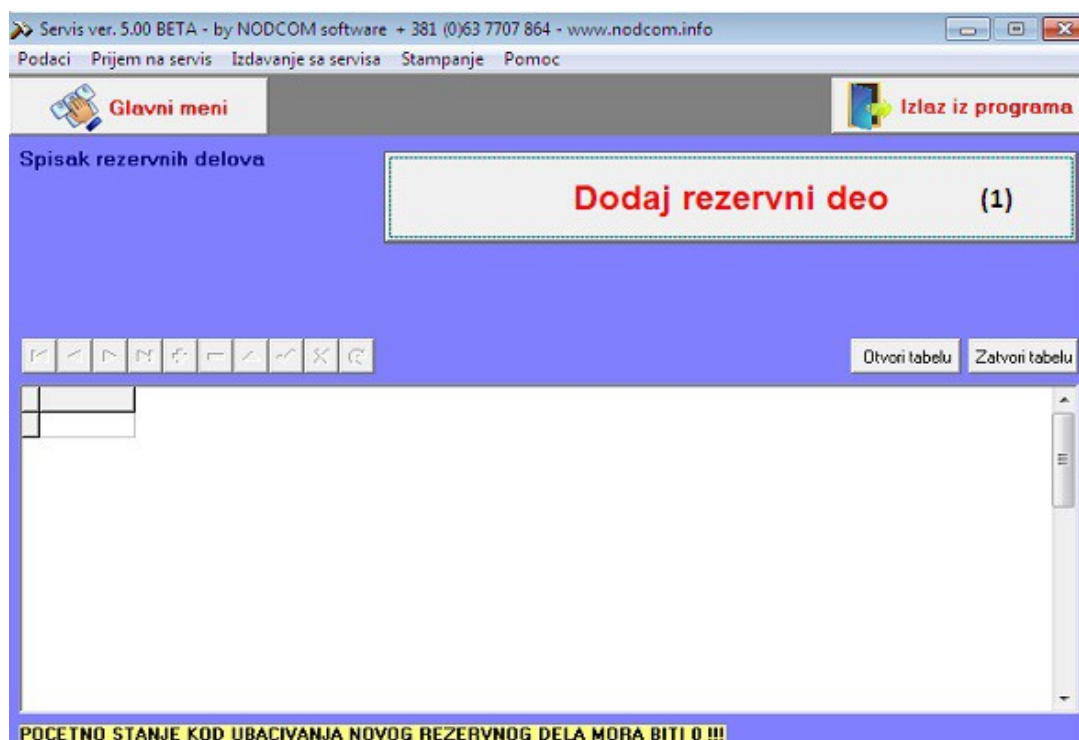 Servis ver. 5.00 BETA - by NODCOM software + 381 (0)63 7707 864 - www.nodcom.info
Podaci Prijem na servis Izdavanje sa servisa Stampanje Pomoc
Glavni meni
Izlaz iz programa
Spisak rezervnih delova
Dodaj rezervni deo (1)
Otvori tabelu Zatvori tabelu
POCETNO STANJE KOD UBACIVANJA NOVOG REZERVNOG DELA MORA BITI 0 !!!